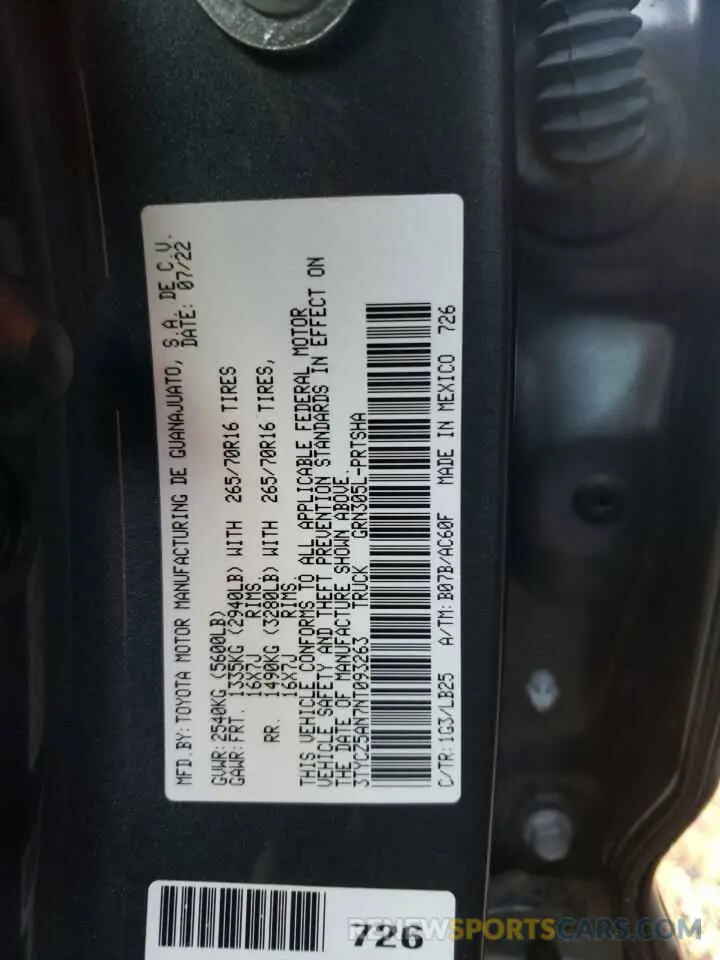 MFD.BY: TOYOTA MOTOR MANUFACTURING DE GUANAJUATO, S.A. DE C.V.
DATE: 07/22
GVWR: 2540KG (5600LB)
GAWR: FRT. 1335KG (2940LB) WITH 265/70R16 TIRES
16X7J RIMS
RR. 1490KG (3280LB) WITH 265/70R16 TIRES,
16X7J RIMS
THIS VEHICLE CONFORMS TO ALL APPLICABLE FEDERAL MOTOR
VEHICLE SAFETY AND THEFT PREVENTION STANDARDS IN EFFECT ON
THE DATE OF MANUFACTURE SHOWN ABOVE.
3TYCZ5AN7NT093263 TRUCK GRN305L-PRTSHA
C/TR: 1G3/LB25 A/TM: B07B/AC60F MADE IN MEXICO 726
726
RENEWSPORTSCARS.COM